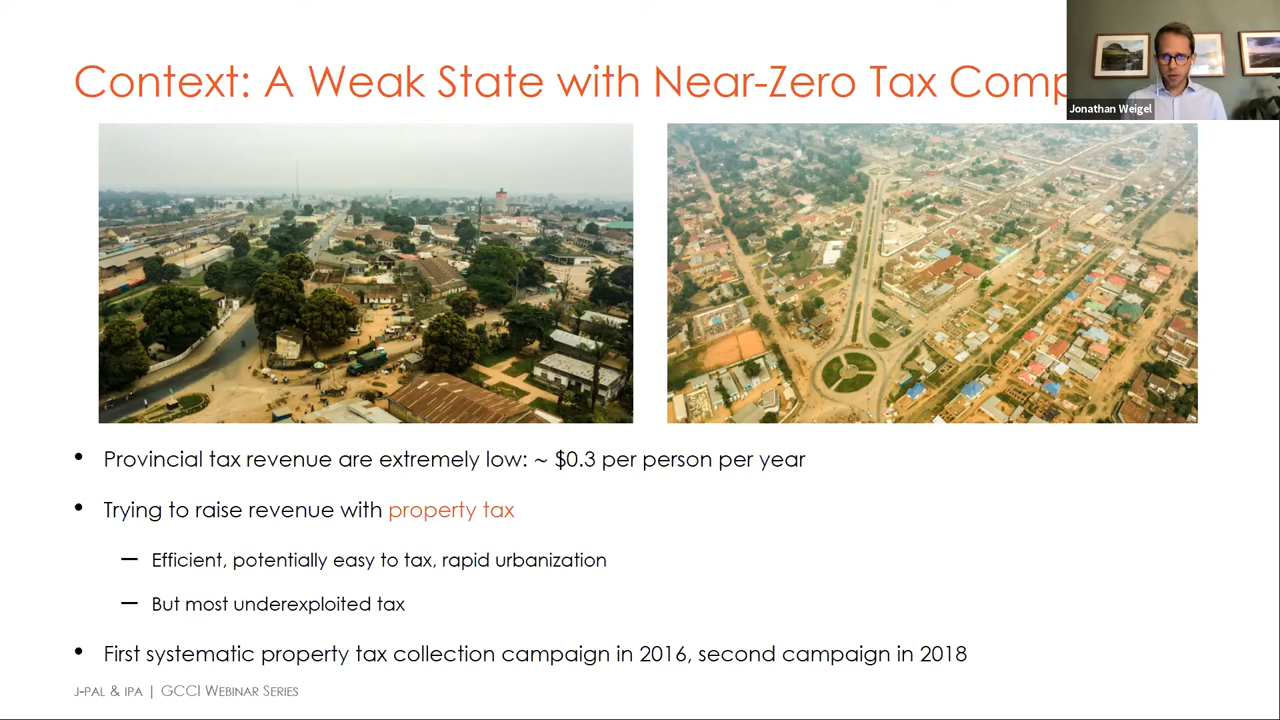 Context: A Weak State with Near-Zero Tax Comp
Jonathan Weigel
• Provincial tax revenue are extremely low: ~ $0.3 per person per year
• Trying to raise revenue with property tax
— Efficient, potentially easy to tax, rapid urbanization
— But most underexploited tax
• First systematic property tax collection campaign in 2016, second campaign in 2018
J-PAL & IPA | GCCI WEBINAR SERIES